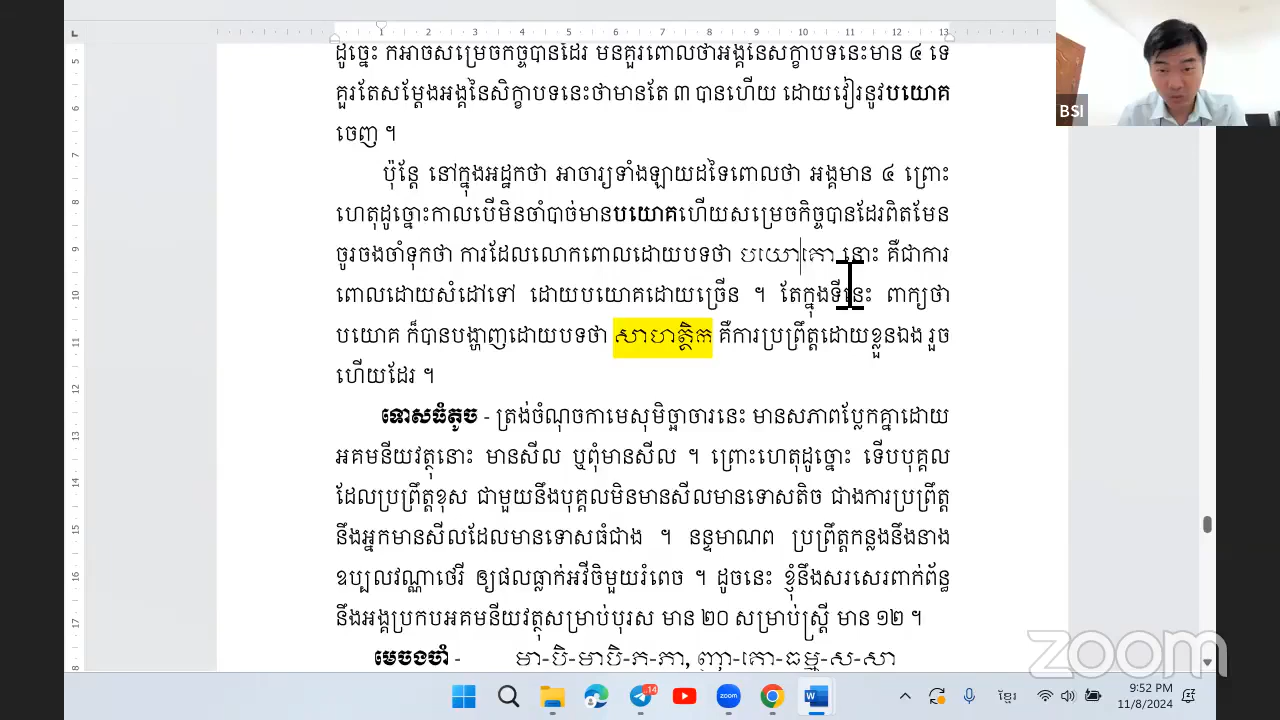 ដូច្នេះ ក៏អាចសម្រេចកិច្ចបានដែរ មិនគួរពោលថាអង្គនៃសិក្ខាបទនេះមាន ៤ ទេ
គួរតែសម្ដែងអង្គនៃសិក្ខាបទនេះថាមានតែ ៣ បានហើយ ដោយវៀរនូវបយោគ
ចេញ ។
ប៉ុន្តែ នៅក្នុងអដ្ឋកថា អាចារ្យទាំងឡាយដទៃពោលថា អង្គមាន ៤ ព្រោះ
ហេតុដូច្នោះកាលបើមិនចាំបាច់មានបយោគហើយសម្រេចកិច្ចបានដែរពិតមែន
ចូរចងចាំទុកថា ការដែលលោកពោលដោយបទថា បយោគោ នោះ គឺជាការ
ពោលដោយសំដៅទៅ ដោយបយោគដោយច្រើន ។ តែក្នុងទីនេះ ពាក្យថា
បយោគ ក៏បានបង្ហាញដោយបទថា សាហត្ថិក គឺការប្រព្រឹត្តដោយខ្លួនឯង រួច
ហើយដែរ ។
ទោសធំតូច - ត្រង់ចំណុចកាមេសុមិច្ឆាចារនេះ មានសភាពប្លែកគ្នាដោយ
អគមនីយវត្ថុនោះ មានសីល ឬពុំមានសីល ។ ព្រោះហេតុដូច្នោះ ទើបបុគ្គល
ដែលប្រព្រឹត្តខុស ជាមួយនឹងបុគ្គលមិនមានសីលមានទោសតិច ជាងការប្រព្រឹត្ត
នឹងអ្នកមានសីលដែលមានទោសធំជាង ។ នន្ទមាណព ប្រព្រឹត្តកន្លងនឹងនាង
ឧប្បលវណ្ណាថេរី ឲ្យផលធ្លាក់អវីចិមួយរំពេច ។ ដូចនេះ ខ្ញុំនឹងសរសេរពាក់ព័ន្ធ
នឹងអង្គប្រកបអគមនីយវត្ថុសម្រាប់បុរស មាន ២០ សម្រាប់ស្ត្រី មាន ១២ ។
មេចងចាំ - មា-បិ-មាបិ-ភ-ភា, ញា-គោ-ធម្ម-ស-សា
BSI
zoom
14
zoom
ខ្មែរ
9:52 PM
11/8/2024